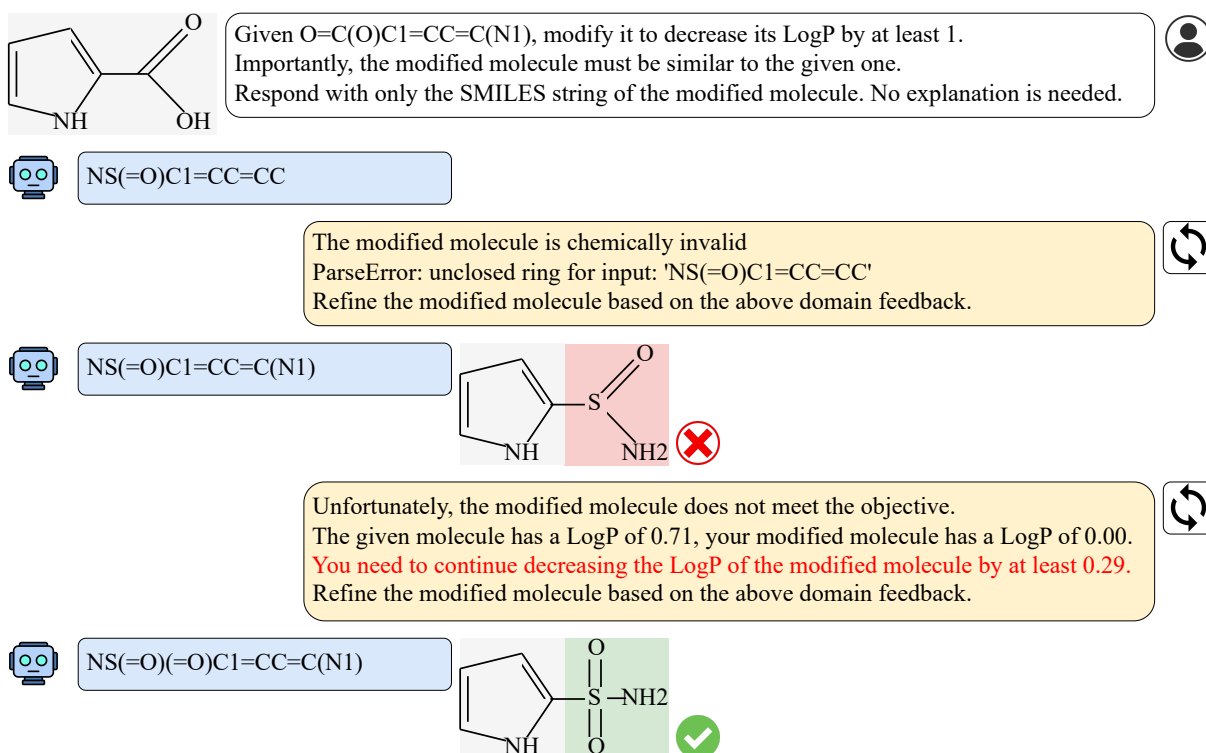 O
NH
OH
Given O=C(O)C1=CC=C(N1), modify it to decrease its LogP by at least 1.
Importantly, the modified molecule must be similar to the given one.
Respond with only the SMILES string of the modified molecule. No explanation is needed.
NS(=O)C1=CC=CC
The modified molecule is chemically invalid
ParseError: unclosed ring for input: 'NS(=O)C1=CC=CC'
Refine the modified molecule based on the above domain feedback.
NS(=O)C1=CC=C(N1)
O
S
NH
NH2
Unfortunately, the modified molecule does not meet the objective.
The given molecule has a LogP of 0.71, your modified molecule has a LogP of 0.00.
You need to continue decreasing the LogP of the modified molecule by at least 0.29.
Refine the modified molecule based on the above domain feedback.
NS(=O)(=O)C1=CC=C(N1)
O
S
NH2
NH
O